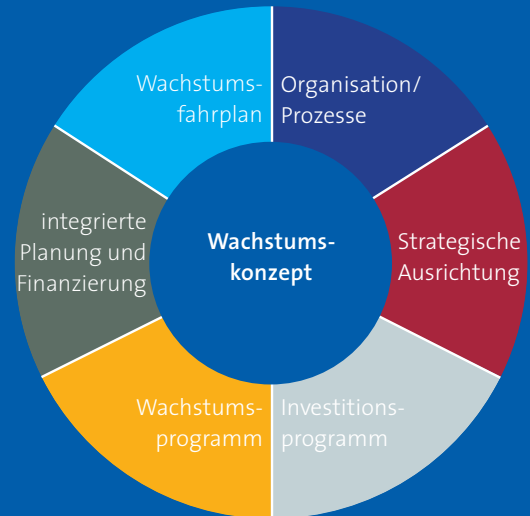 Wachstums-
fahrplan
Organisation/
Prozesse
integrierte
Planung und
Finanzierung
Wachstums-
konzept
Strategische
Ausrichtung
Wachstums-
programm
Investitions-
programm